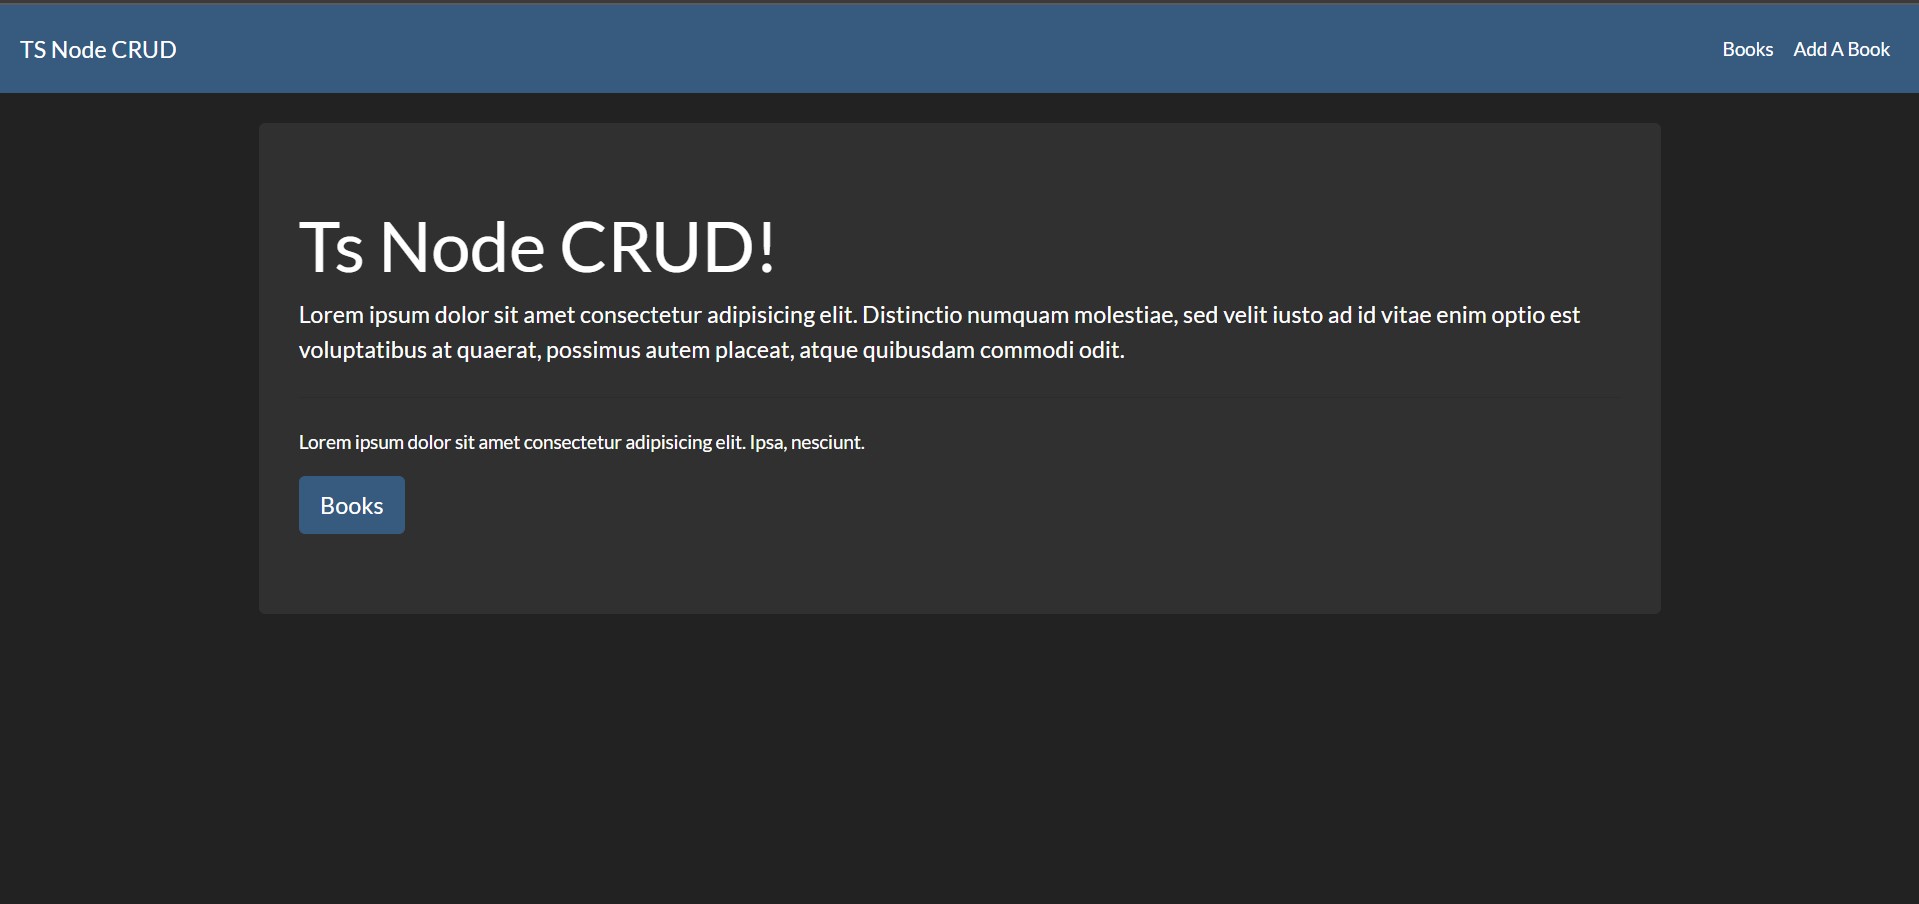 TS Node CRUD
Books
Add A Book
Ts Node CRUD!
Lorem ipsum dolor sit amet consectetur adipisicing elit. Distinctio numquam molestiae, sed velit iusto ad id vitae enim optio est
voluptatibus at quaerat, possimus autem placeat, atque quibusdam commodi odit.
Lorem ipsum dolor sit amet consectetur adipisicing elit. Ipsa, nesciunt.
Books